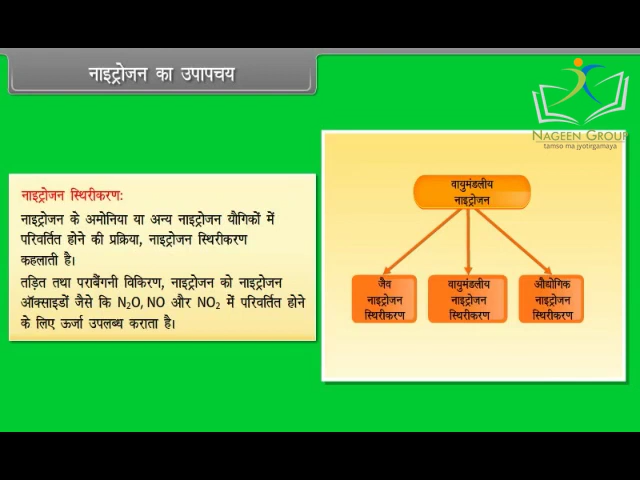 नाइट्रोजन का उपापचय
NAGEEN GROUP
tamso ma jyotirgamaya
नाइट्रोजन स्थिरीकरण:
नाइट्रोजन के अमोनिया या अन्य नाइट्रोजन यौगिकों में
परिवर्तित होने की प्रक्रिया, नाइट्रोजन स्थिरीकरण
कहलाती है।
तड़ित तथा पराबैंगनी विकिरण, नाइट्रोजन को नाइट्रोजन
ऑक्साइडों जैसे कि N₂O, NO और NO₂ में परिवर्तित होने
के लिए ऊर्जा उपलब्ध कराता है।
वायुमंडलीय
नाइट्रोजन
जैव
नाइट्रोजन
स्थिरीकरण
वायुमंडलीय
नाइट्रोजन
स्थिरीकरण
औद्योगिक
नाइट्रोजन
स्थिरीकरण